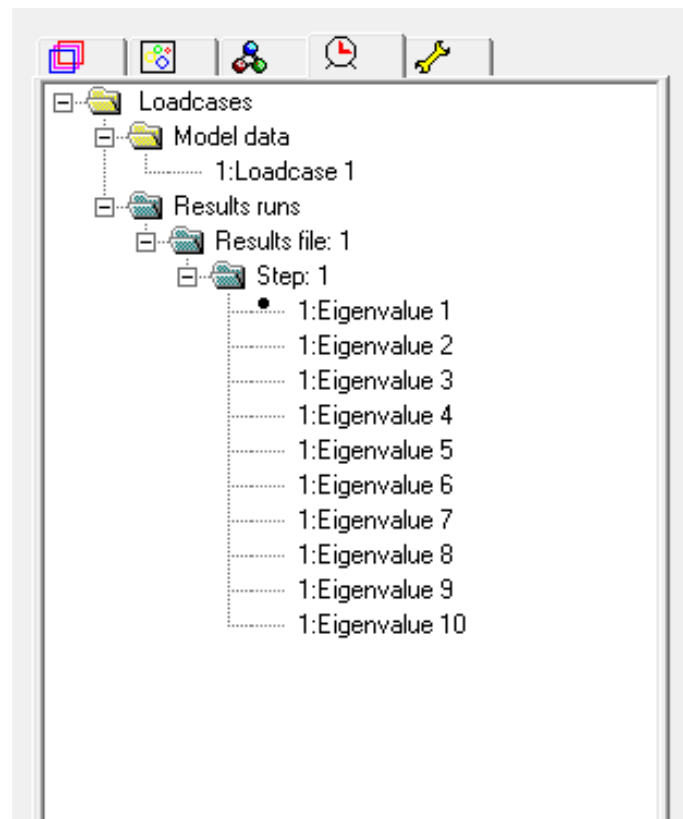 Loadcases
Model data
1:Loadcase 1
Results runs
Results file: 1
Step: 1
1:Eigenvalue 1
1:Eigenvalue 2
1:Eigenvalue 3
1:Eigenvalue 4
1:Eigenvalue 5
1:Eigenvalue 6
1:Eigenvalue 7
1:Eigenvalue 8
1:Eigenvalue 9
1:Eigenvalue 10